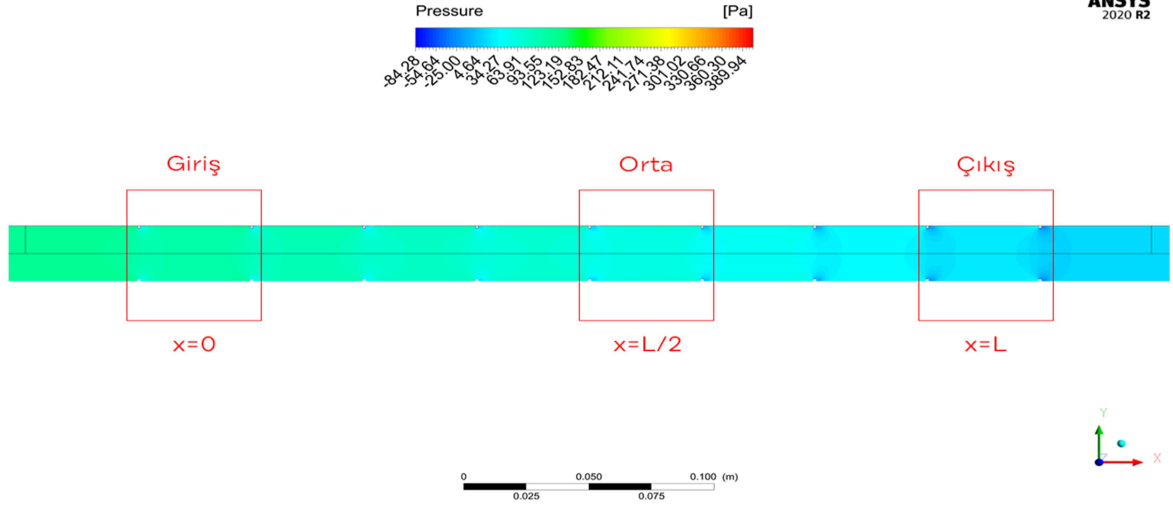 Pressure [Pa]
ANSYS
2020 R2
-84.28 -54.64 -25.00 4.64 34.27 63.91 93.55 123.19 152.83 182.47 212.11 241.74 271.38 301.02 330.66 360.30 389.94
Giriş Orta Çıkış
x=0 x=L/2 x=L
Y
Z X
0 0.050 0.100 (m)
0.025 0.075